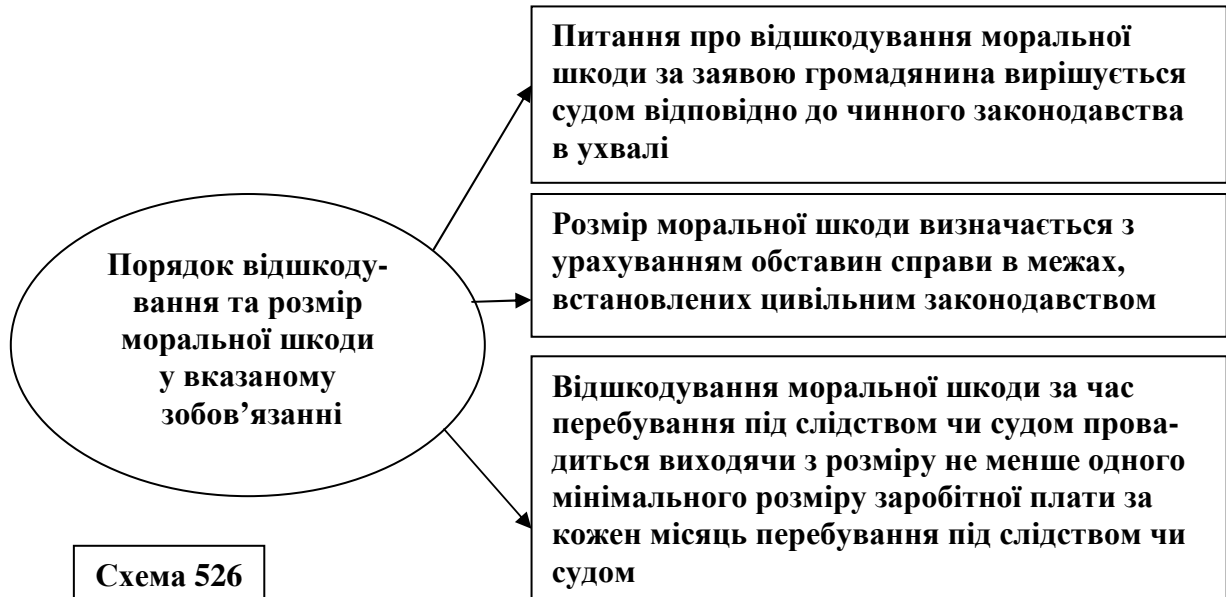 Питання про відшкодування моральної
шкоди за заявою громадянина вирішується
судом відповідно до чинного законодавства
в ухвалі
Порядок відшкоду-
вання та розмір
моральної шкоди
у вказаному
зобов’язанні
Розмір моральної шкоди визначається з
урахуванням обставин справи в межах,
встановлених цивільним законодавством
Відшкодування моральної шкоди за час
перебування під слідством чи судом прова-
диться виходячи з розміру не менше одного
мінімального розміру заробітної плати за
кожен місяць перебування під слідством чи
судом
Схема 526